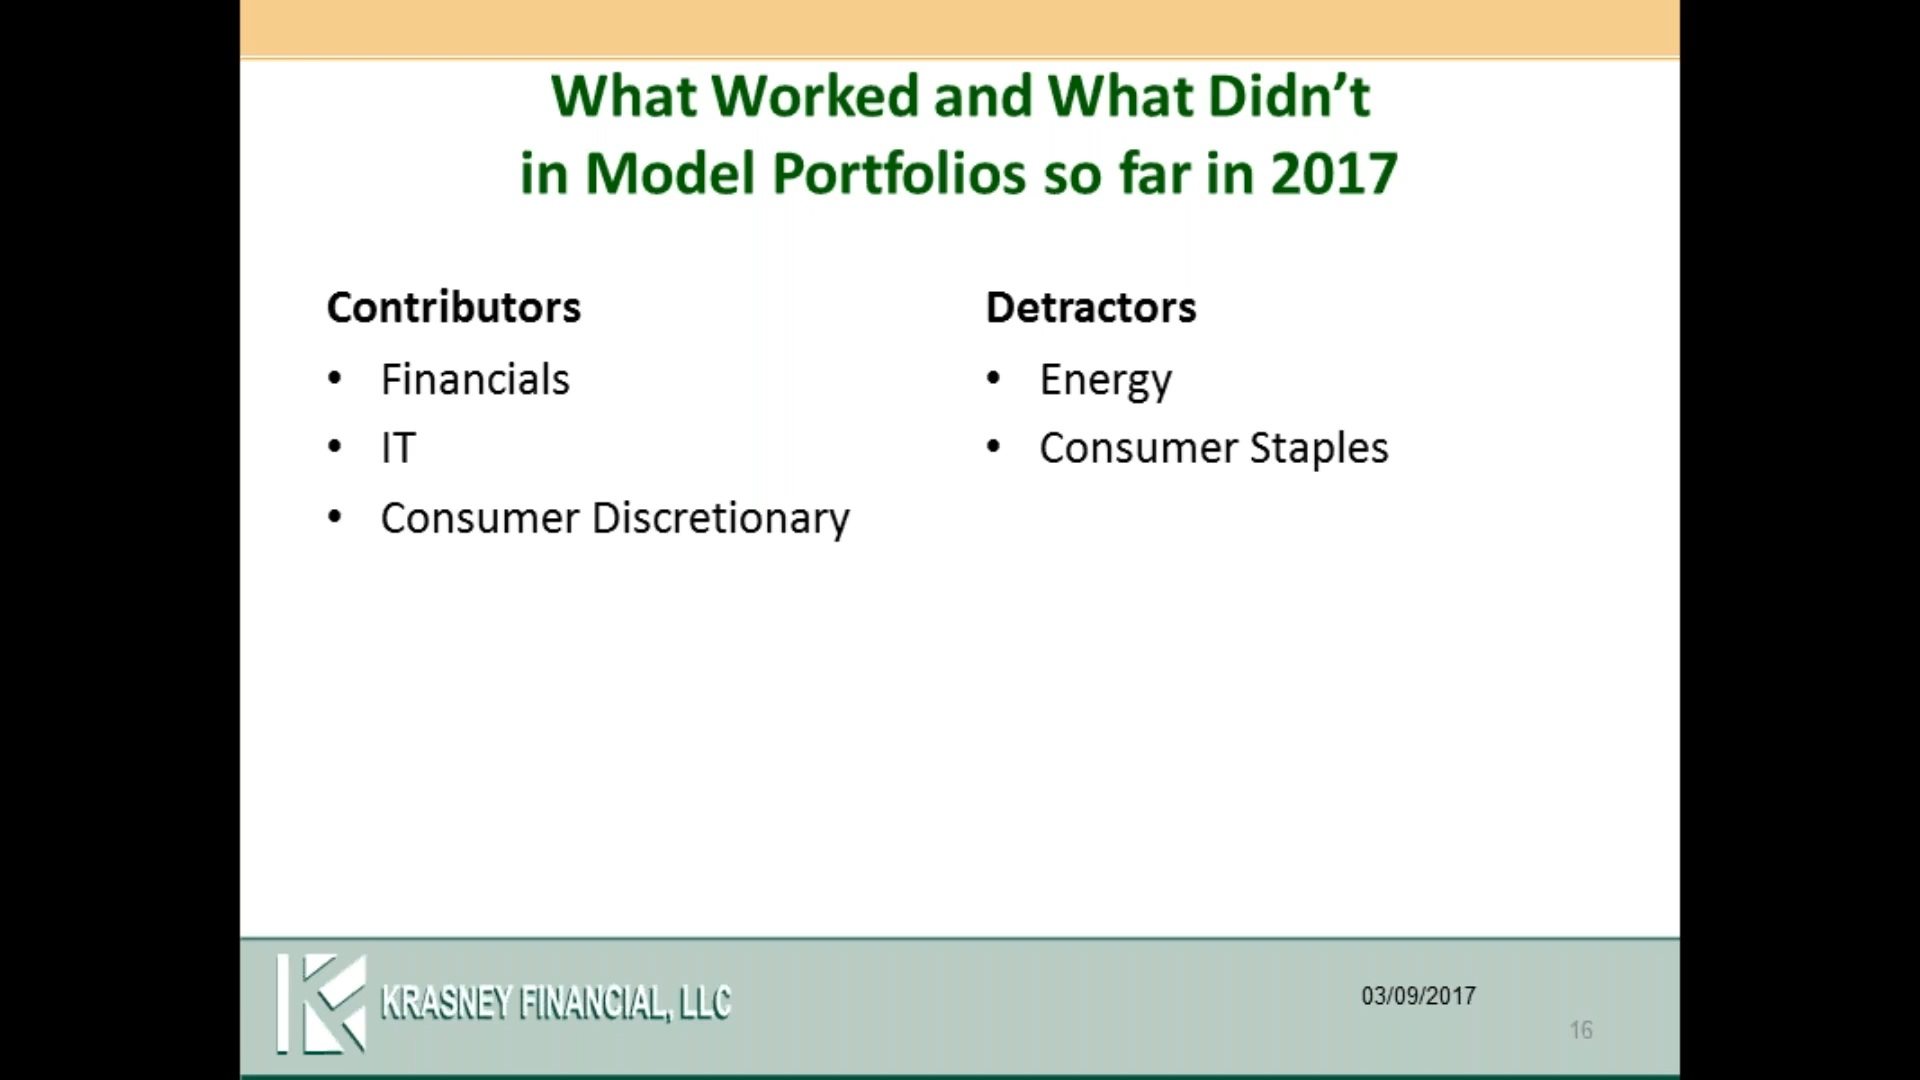 What Worked and What Didn’t
in Model Portfolios so far in 2017
Contributors
• Financials
• IT
• Consumer Discretionary
Detractors
• Energy
• Consumer Staples
KRASNEY FINANCIAL, LLC
03/09/2017
16